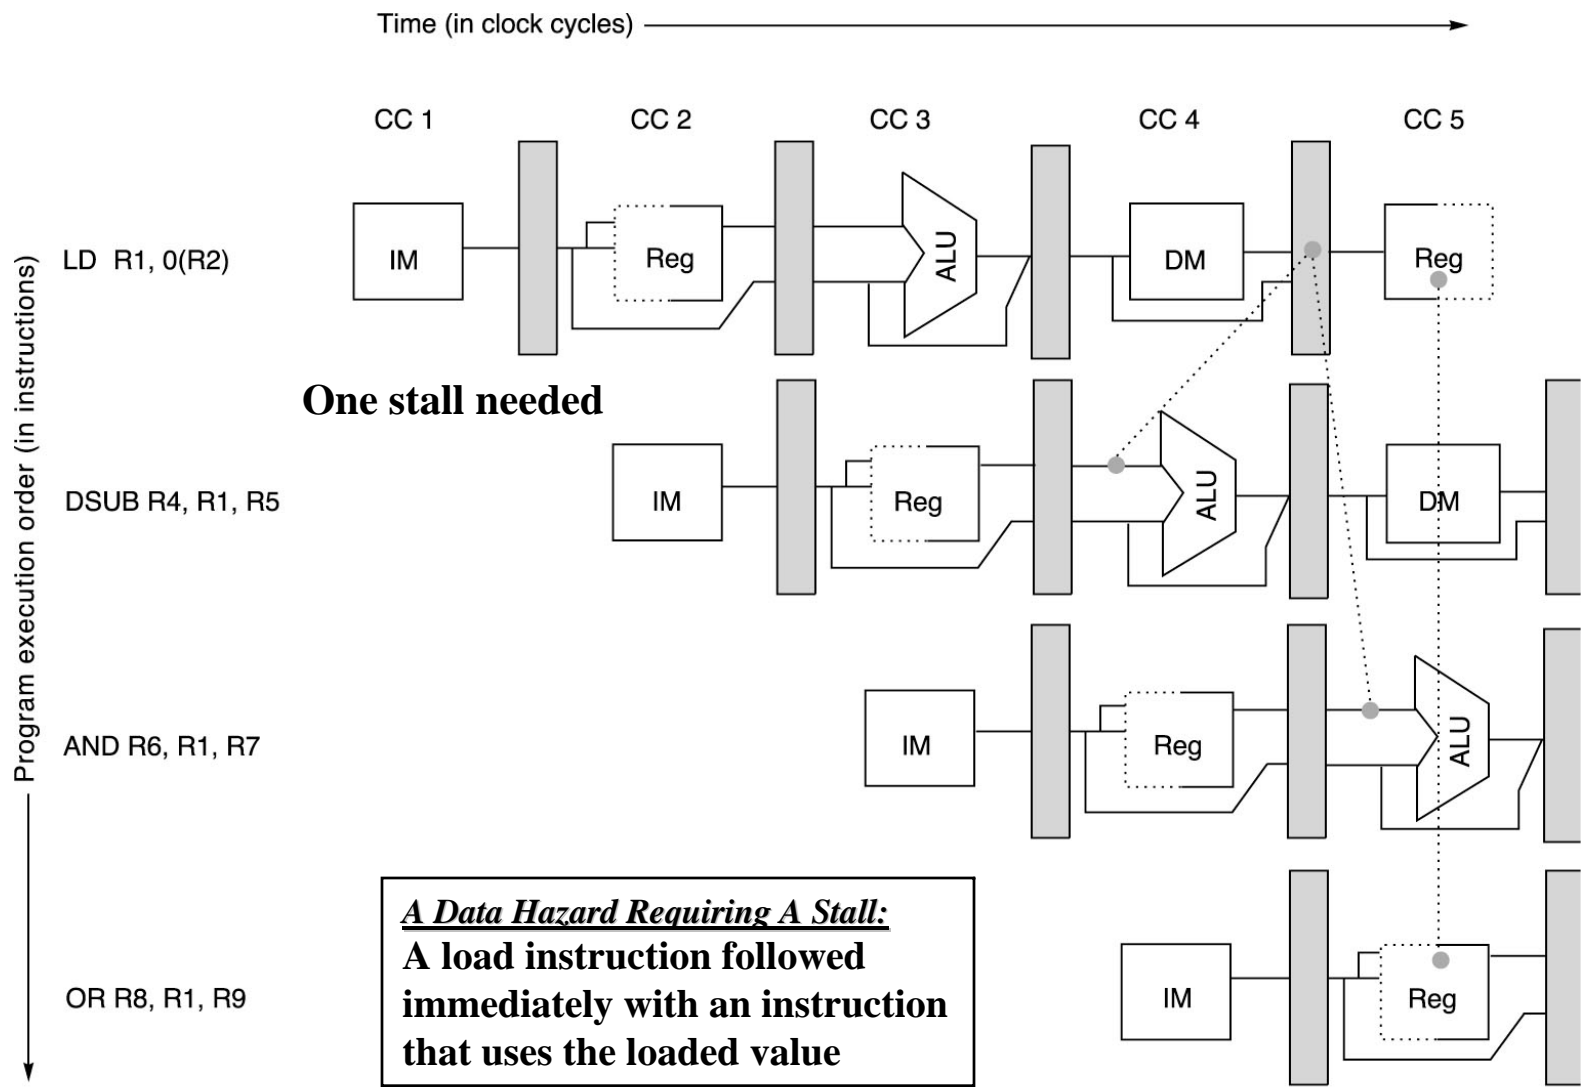 Time (in clock cycles)
CC 1 CC 2 CC 3 CC 4 CC 5
Program execution order (in instructions)
LD R1, 0(R2) IM Reg ALU DM Reg
One stall needed
DSUB R4, R1, R5 IM Reg ALU DM
AND R6, R1, R7 IM Reg ALU
A Data Hazard Requiring A Stall:
A load instruction followed
immediately with an instruction
that uses the loaded value
OR R8, R1, R9 IM Reg